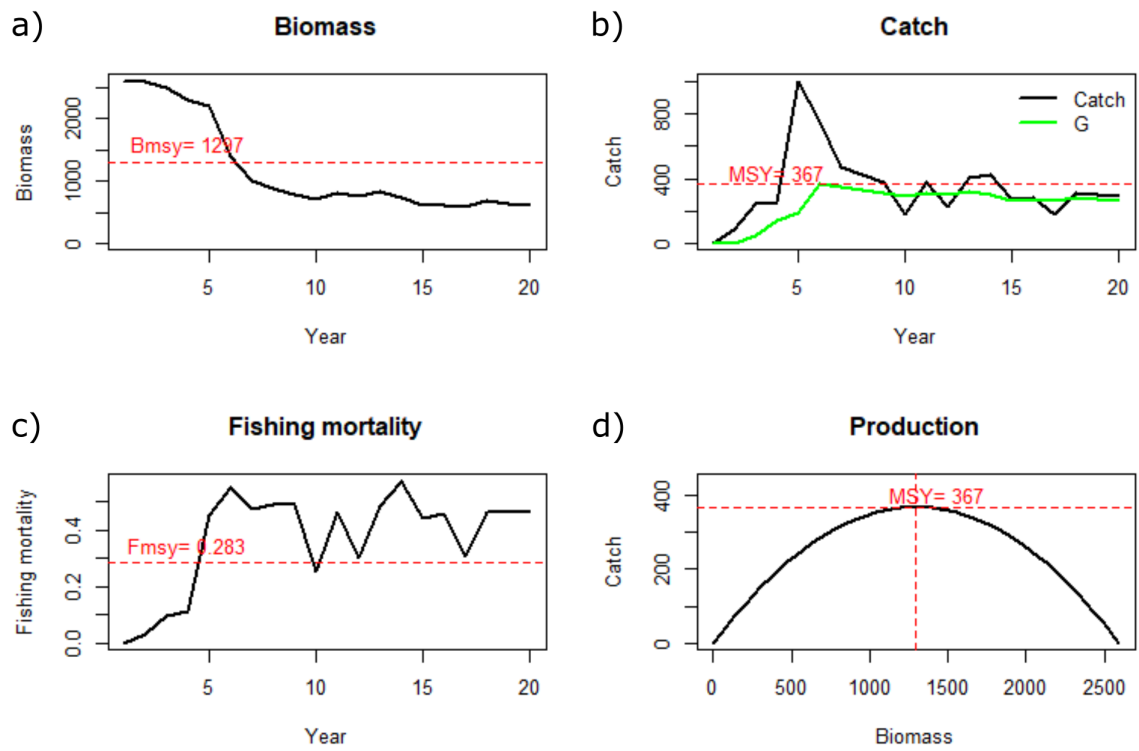 a)
Biomass
Biomass
0
1000
2000
Bmsy= 1297
5
10
15
20
Year
b)
Catch
Catch
0
400
800
MSY= 367
Catch
G
5
10
15
20
Year
c)
Fishing mortality
Fishing mortality
0.0
0.2
0.4
Fmsy= 0.283
5
10
15
20
Year
d)
Production
Catch
0
200
400
MSY= 367
0
500
1000
1500
2000
2500
Biomass